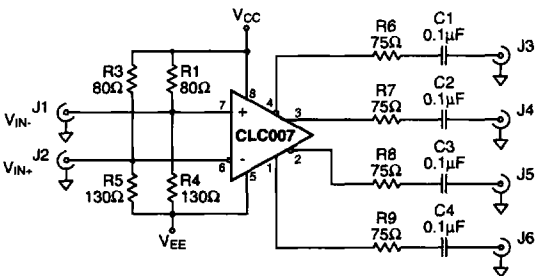 VCC
R3
80Ω
R1
80Ω
J1
VIN-
J2
VIN+
R5
130Ω
R4
130Ω
VEE
7
+
6
-
8
5
CLC007
4
3
2
1
R6
75Ω
C1
0.1µF
J3
R7
75Ω
C2
0.1µF
J4
R8
75Ω
C3
0.1µF
J5
R9
75Ω
C4
0.1µF
J6